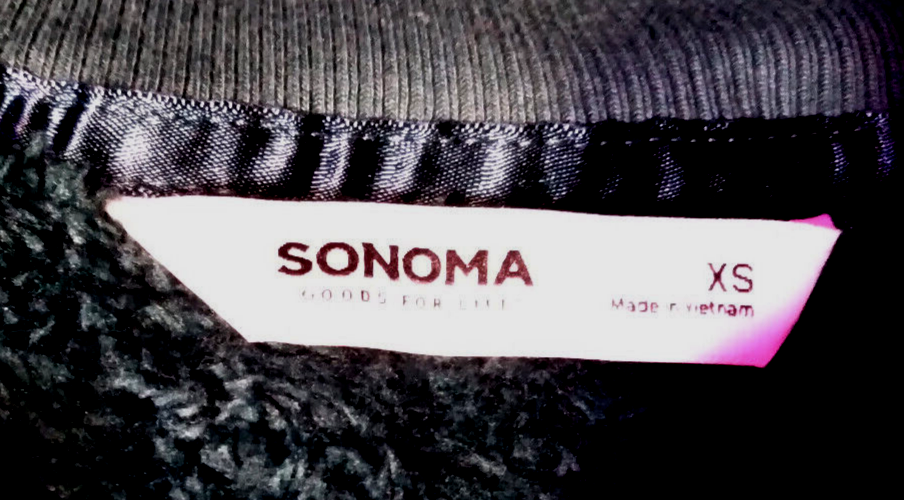 SONOMA
GOODS FOR LIFE
XS
Made in Vietnam